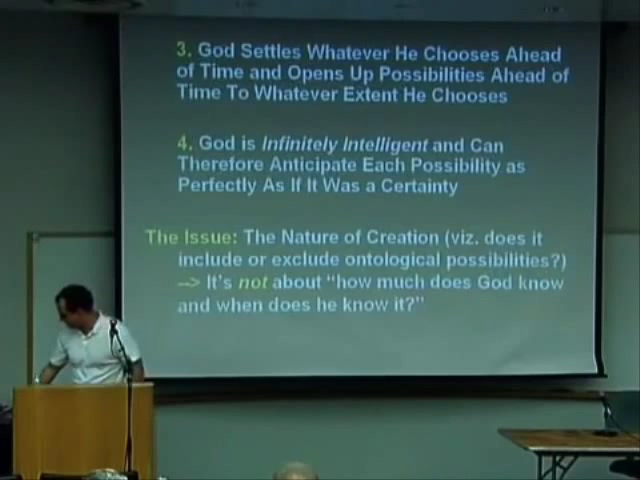 3. God Settles Whatever He Chooses Ahead
of Time and Opens Up Possibilities Ahead of
Time To Whatever Extent He Chooses
4. God is Infinitely Intelligent and Can
Therefore Anticipate Each Possibility as
Perfectly As If It Was a Certainty
The Issue: The Nature of Creation (viz. does it
include or exclude ontological possibilities?)
--> It's not about "how much does God know
and when does he know it?"